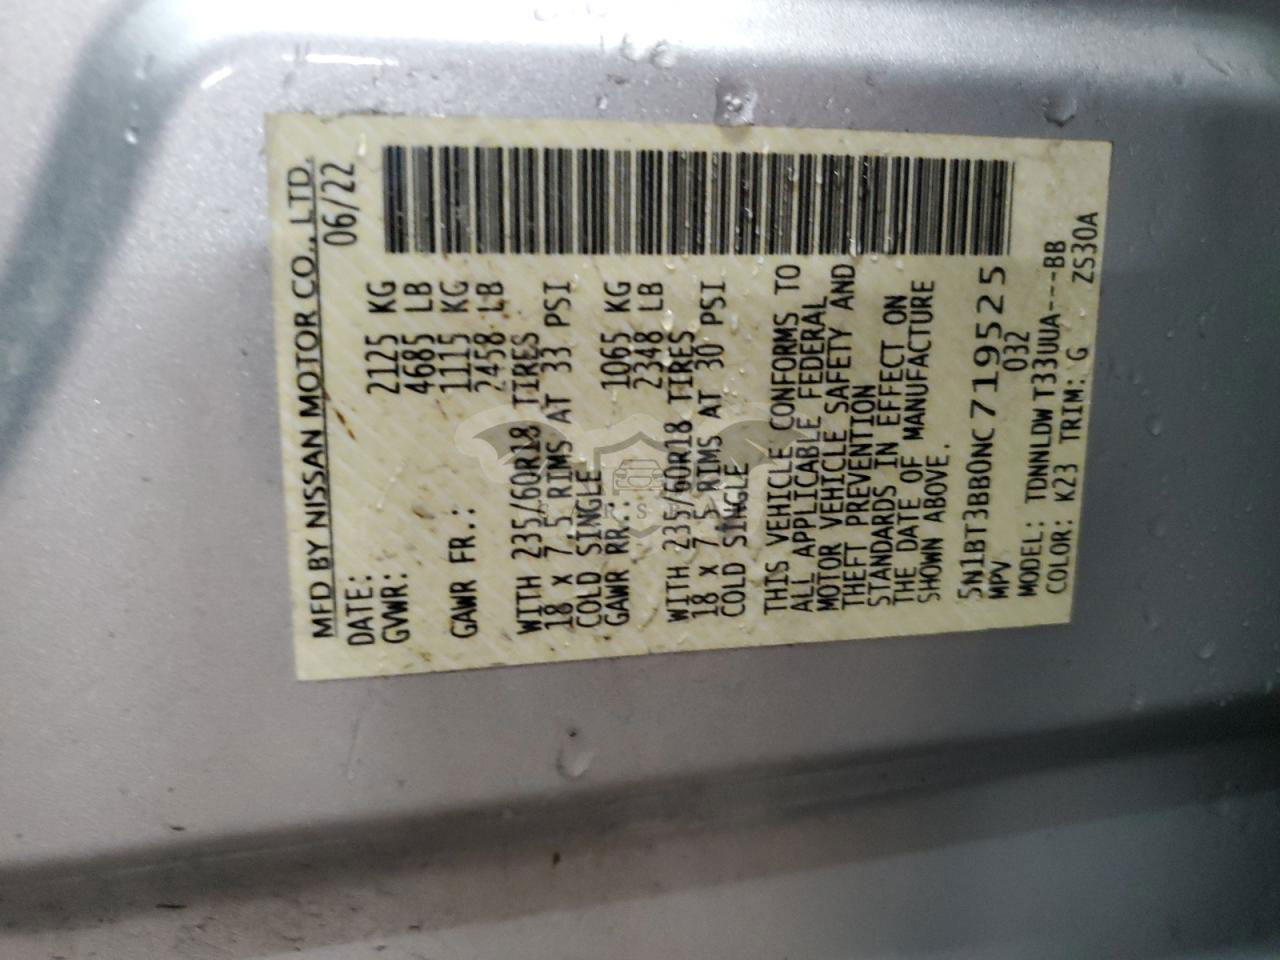 MFD BY NISSAN MOTOR CO., LTD.
DATE: 06/22
GVWR: 2125 KG
4685 LB
GAWR FR.: 1115 KG
2458 LB
WITH 235/60R18 TIRES
18 x 7.5 RIMS AT 33 PSI
COLD SINGLE
GAWR RR.: 1065 KG
2348 LB
WITH 235/60R18 TIRES
18 x 7.5 RIMS AT 30 PSI
COLD SINGLE
THIS VEHICLE CONFORMS TO
ALL APPLICABLE FEDERAL
MOTOR VEHICLE SAFETY AND
THEFT PREVENTION
STANDARDS IN EFFECT ON
THE DATE OF MANUFACTURE
SHOWN ABOVE.
5N1BT3BB0NC719525
MPV 032
MODEL: TDNNLDW T33UUA----BB
COLOR: K23 TRIM: G ZS30A